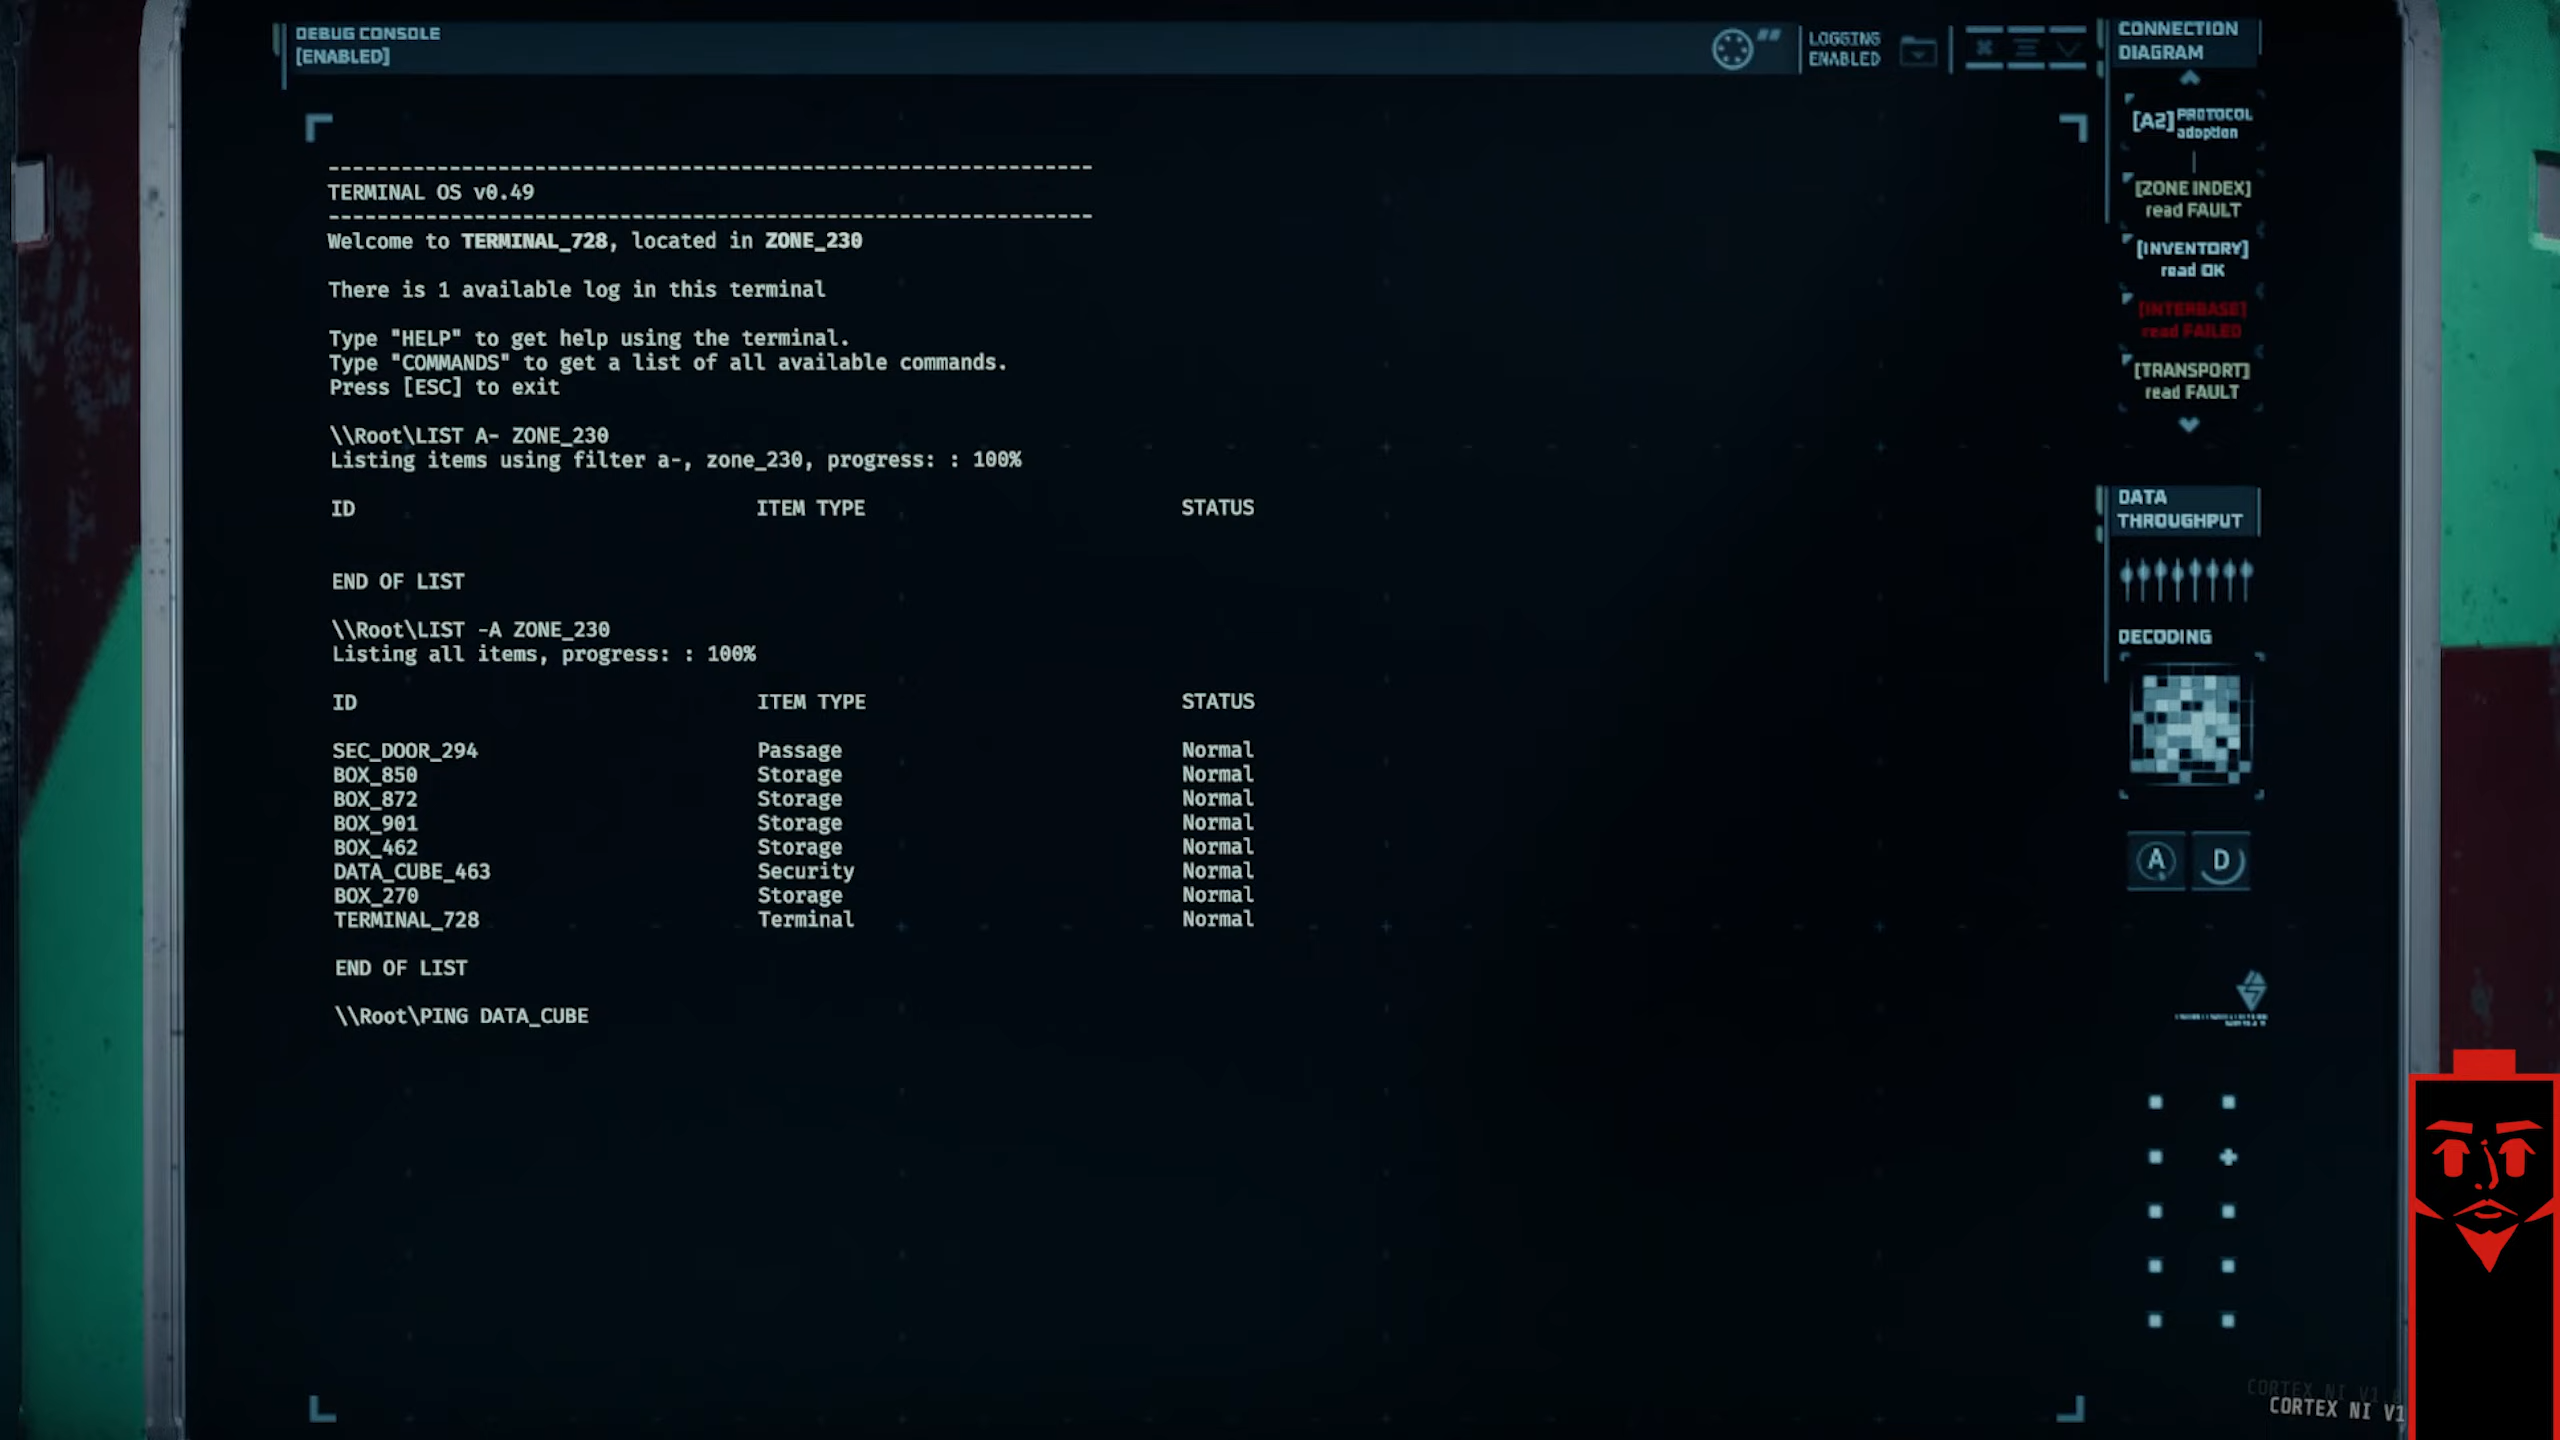 DEBUG CONSOLE
[ENABLED]
LOGGING
ENABLED
--------------------------------------------------------------
TERMINAL OS v0.49
--------------------------------------------------------------
Welcome to TERMINAL_728, located in ZONE_230
There is 1 available log in this terminal
Type "HELP" to get help using the terminal.
Type "COMMANDS" to get a list of all available commands.
Press [ESC] to exit
\\Root\LIST A- ZONE_230
Listing items using filter a-, zone_230, progress: : 100%
ID ITEM TYPE STATUS
END OF LIST
\\Root\LIST -A ZONE_230
Listing all items, progress: : 100%
ID ITEM TYPE STATUS
SEC_DOOR_294 Passage Normal
BOX_850 Storage Normal
BOX_872 Storage Normal
BOX_901 Storage Normal
BOX_462 Storage Normal
DATA_CUBE_463 Security Normal
BOX_270 Storage Normal
TERMINAL_728 Terminal Normal
END OF LIST
\\Root\PING DATA_CUBE
CONNECTION
DIAGRAM
[A2] PROTOCOL
adoption
[ZONE INDEX]
read FAULT
[INVENTORY]
read OK
[INTERBASE]
read FAILED
[TRANSPORT]
read FAULT
DATA
THROUGHPUT
DECODING
A D
CORTEX NI V1
CORTEX NI V1